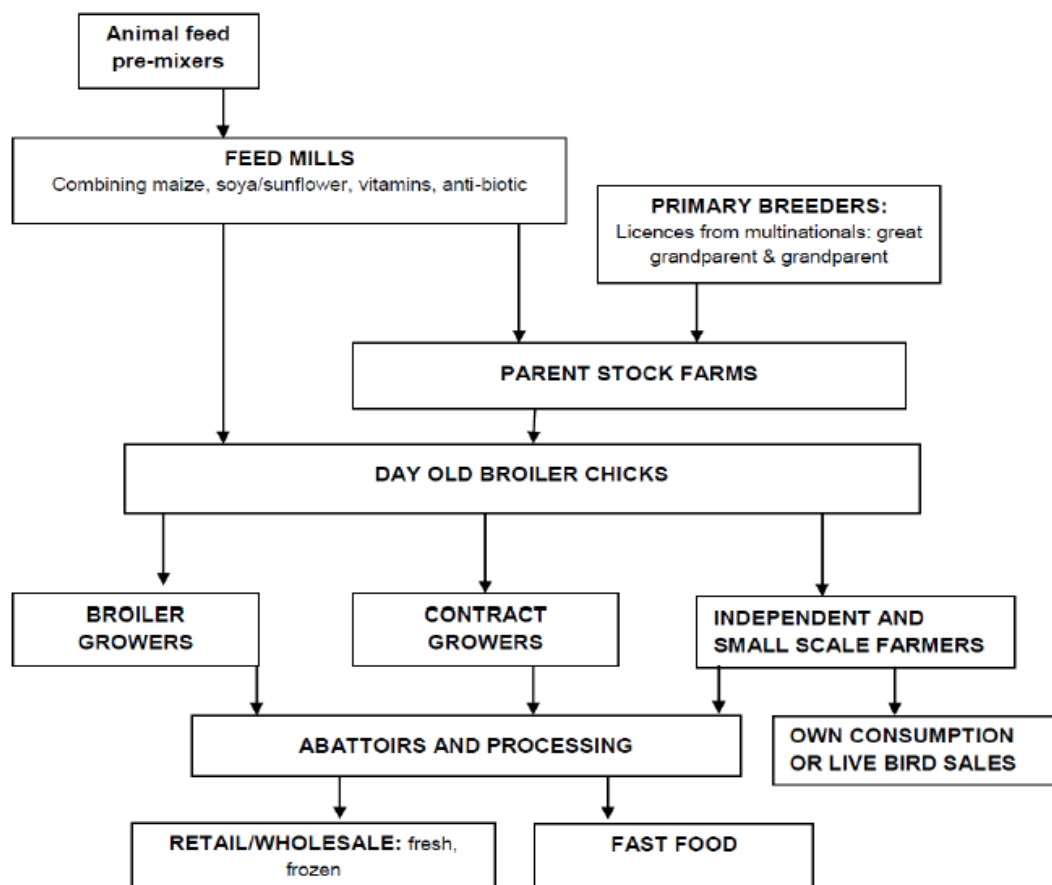 Animal feed
pre-mixers
FEED MILLS
Combining maize, soya/sunflower, vitamins, anti-biotic
PRIMARY BREEDERS:
Licences from multinationals: great
grandparent & grandparent
PARENT STOCK FARMS
DAY OLD BROILER CHICKS
BROILER
GROWERS
CONTRACT
GROWERS
INDEPENDENT AND
SMALL SCALE FARMERS
ABATTOIRS AND PROCESSING
OWN CONSUMPTION
OR LIVE BIRD SALES
RETAIL/WHOLESALE: fresh,
frozen
FAST FOOD